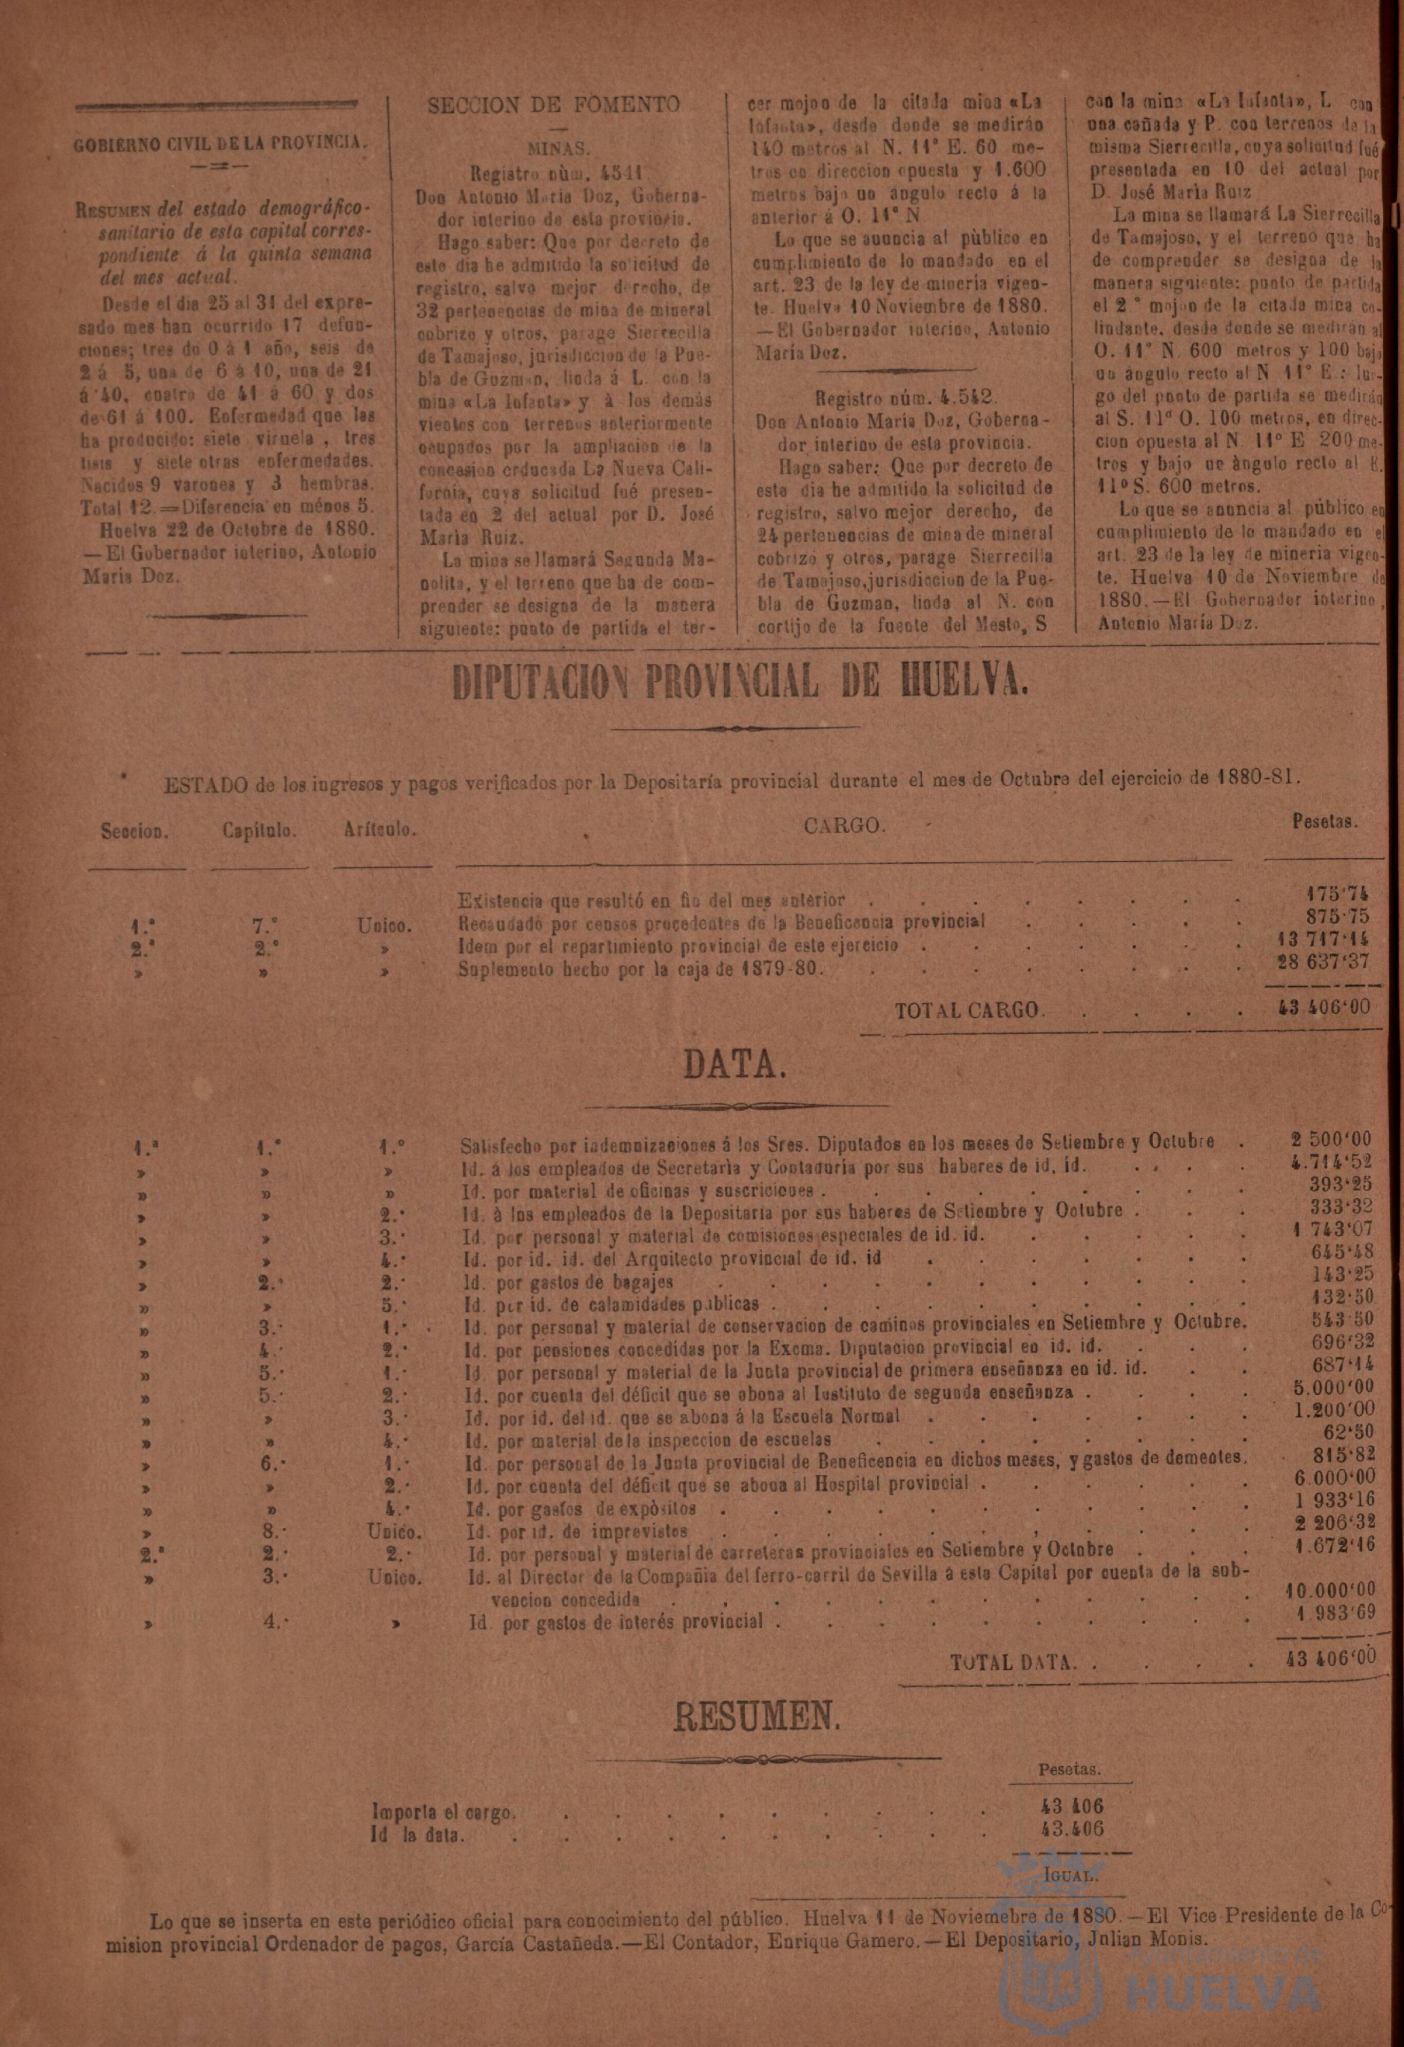 GOBIERNO CIVIL DE LA PROVINCIA.
RESUMEN del estado demográfico-
sanitario de esta capital corres-
pondiente á la quinta semana
del mes actual.
Desde el dia 25 al 31 del expre-
sado mes han ocurrido 17 defun-
ciones; tres de 0 à 1 año, seis de
2 á 5, una de 6 à 10, una de 21
á 40, cuatro de 41 á 60 y dos
de 61 á 100. Enfermedad que las
ha producido: siete viruela , tres
tisis y siete otras enfermedades.
Nacidos 9 varones y 3 hembras.
Total 12.=Diferencia en ménos 5.
Huelva 22 de Octubre de 1880.
—El Gobernador interino, Antonio
Maria Doz.
SECCION DE FOMENTO
MINAS.
Registro nùm. 4541.
Don Antonio Maria Doz, Goberna-
dor interino de esta provincia.
Hago saber: Que por decreto de
este dia he admitido la solicitud de
registro, salvo mejor derecho, de
32 pertenencias de mina de mineral
cobrizo y otros, parage Sierrecilla
de Tamajoso, jurisdiccion de la Pue-
bla de Guzman, linda á L. con la
mina «La Infanta» y à los demás
vientos con terrenos anteriormente
ocupados por la ampliacion de la
concesion caducada La Nueva Cali-
fornia, cuya solicitud fué presen-
tada en 2 del actual por D. José
Maria Ruiz.
La mina se llamará Segunda Ma-
nolita, y el terreno que ha de com-
prender se designa de la manera
siguiente: punto de partida el ter-
cer mojon de la citada mina «La
Infanta», desde donde se medirán
140 metros al N. 11º E. 60 me-
tros en direccion opuesta y 1.600
metros bajo un ángulo recto á la
anterior á O. 11º N
Lo que se anuncia al pùblico en
cumplimiento de lo mandado en el
art. 23 de la ley de mineria vigen-
te. Huelva 10 Noviembre de 1880.
—El Gobernador interino, Antonio
Maria Doz.
Registro núm. 4.542.
Don Antonio Maria Doz, Goberna-
dor interino de esta provincia.
Hago saber: Que por decreto de
este dia he admitido la solicitud de
registro, salvo mejor derecho, de
24 pertenencias de mina de mineral
cobrizo y otros, parage Sierrecilla
de Tamajoso, jurisdiccion de la Pue-
bla de Guzman, linda al N. con
cortijo de la fuente del Mesto, S
con la mina «La Infanta», L con
una cañada y P. con terrenos de la
misma Sierrecilla, cuya solicitud fué
presentada en 10 del actual por
D. José Maria Ruiz
La mina se llamará La Sierrecilla
de Tamajoso, y el terreno que ha
de comprender se designa de la
manera siguiente: punto de partida
el 2.º mojon de la citada mina co-
lindante, desde donde se medirán al
O. 11º N. 600 metros y 100 bajo
un ángulo recto al N 11º E.: lue-
go del punto de partida se medirán
al S. 11º O. 100 metros, en direc-
cion opuesta al N. 11º E 200 me-
tros y bajo un àngulo recto al E.
11º S. 600 metros.
Lo que se anuncia al público en
cumplimiento de lo mandado en el
art. 23 de la ley de mineria vigen-
te. Huelva 10 de Noviembre de
1880.—El Gobernador interino,
Antonio Maria Doz.
DIPUTACION PROVINCIAL DE HUELVA.
ESTADO de los ingresos y pagos verificados por la Depositaría provincial durante el mes de Octubre del ejercicio de 1880-81.
Seccion. Capítulo. Artículo. CARGO. Pesetas.
Existencia que resultó en fin del mes anterior . . . . . . . . 175‘74
1.ª 7.º Unico. Recaudado por censos procedentes de la Beneficencia provincial . . . . . 875‘75
2.ª 2.º » Idem por el repartimiento provincial de este ejercicio . . . . . . . 13 717‘14
» » » Suplemento hecho por la caja de 1879-80. . . . . . . . . 28 637‘37
TOTAL CARGO. . . . . 43 406‘00
DATA.
1.ª 1.º 1.º Satisfecho por indemnizaciones á los Sres. Diputados en los meses de Setiembre y Octubre . 2 500‘00
» » » Id. á los empleados de Secretaria y Contaduria por sus haberes de id. id. . . . . 4.714‘52
» » » Id. por material de oficinas y suscriciones . . . . . . . . . 393‘25
» » 2.º Id. à los empleados de la Depositaria por sus haberes de Setiembre y Octubre . . . 333‘32
» » 3.º Id. por personal y material de comisiones especiales de id. id. . . . . . 1 743‘07
» » 4.º Id. por id. id. del Arquitecto provincial de id. id . . . . . . . 645‘48
» 2.º 2.º Id. por gastos de bagajes . . . . . . . . . . . 143‘25
» » 5.º Id. por id. de calamidades públicas . . . . . . . . . . 132‘50
» 3.º 1.º Id. por personal y material de conservacion de caminos provinciales en Setiembre y Octubre. 543 50
» 4.º 2.º Id. por pensiones concedidas por la Excma. Diputacion provincial en id. id. . . . 696‘32
» 5.º 1.º Id. por personal y material de la Junta provincial de primera enseñanza en id. id. . . 687‘14
» 5.º 2.º Id. por cuenta del déficit que se abona al Instituto de segunda enseñanza . . . . 5.000‘00
» » 3.º Id. por id. del id. que se abona á la Escuela Normal . . . . . . . 1.200‘00
» » 4.º Id. por material de la inspeccion de escuelas . . . . . . . . 62‘50
» 6.º 1.º Id. por personal de la Junta provincial de Beneficencia en dichos meses, y gastos de dementes. 815‘82
» » 2.º Id. por cuenta del déficit que se abona al Hospital provincial . . . . . . 6.000‘00
» » 4.º Id. por gastos de expòsitos . . . . . . . . . . . 1 933‘16
» 8.º Unico. Id. por id. de imprevistos . . . . . . . . . . . 2 206‘32
2.ª 2.º 2.º Id. por personal y material de carreteras provinciales en Setiembre y Octubre . . . 1.672‘16
» 3.º Unico. Id. al Director de la Compañia del ferro-carril de Sevilla à esta Capital por cuenta de la sub-
vencion concedida . . . . . . . . . . . . 10.000‘00
» 4.º » Id. por gastos de interés provincial . . . . . . . . . . 1 983‘69
TOTAL DATA. . . . . 43 406‘00
RESUMEN.
Pesetas.
Importa el cargo. . . . . . . . . . 43 406
Id la data. . . . . . . . . . . 43.406
IGUAL.
Lo que se inserta en este periódico oficial para conocimiento del público. Huelva 11 de Noviemebre de 1880.—El Vice Presidente de la Co-
mision provincial Ordenador de pagos, García Castañeda.—El Contador, Enrique Gamero.—El Depositario, Julian Monis.
Ayuntamiento de
HUELVA